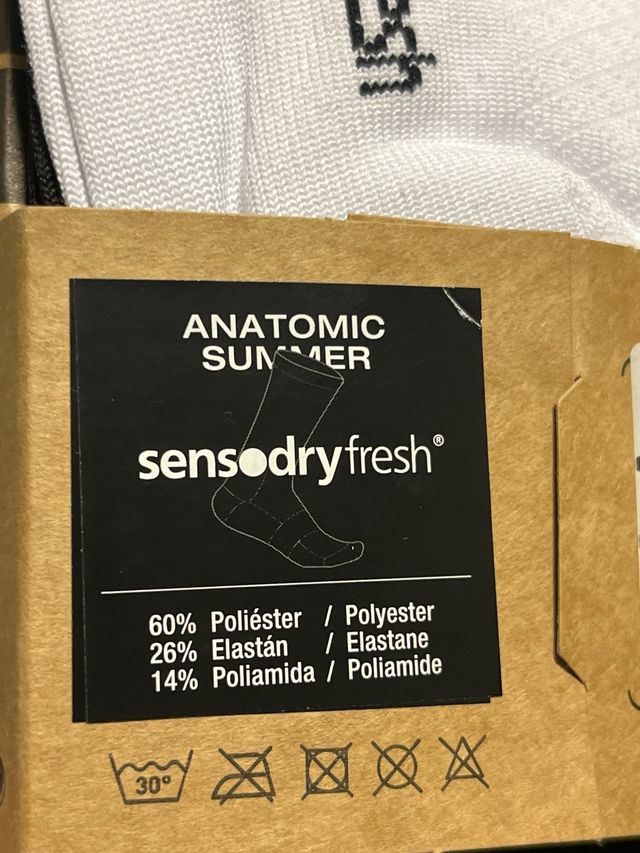 ANATOMIC
SUMMER
sensodryfresh®
60% Poliéster / Polyester
26% Elastán / Elastane
14% Poliamida / Poliamide
30°